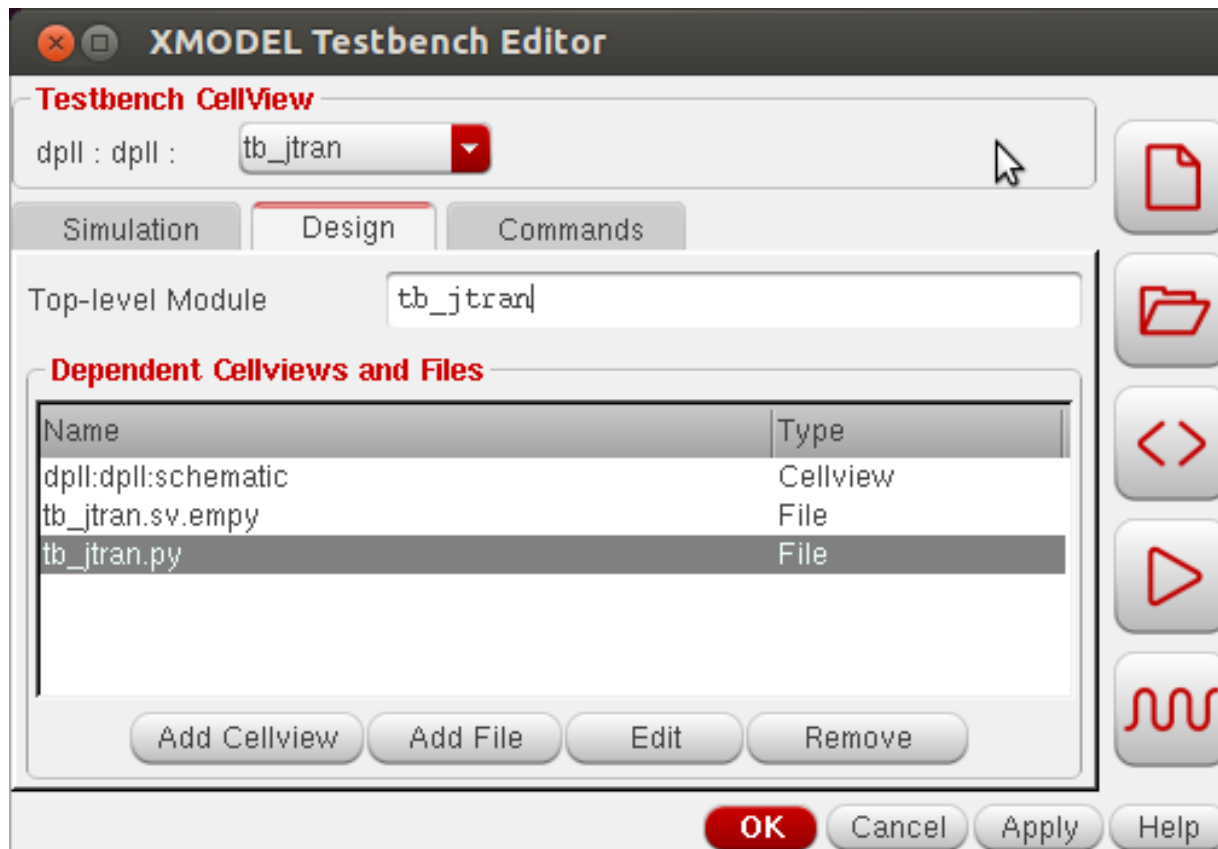 XMODEL Testbench Editor
Testbench CellView
dpll : dpll : tb_jtran
Simulation Design Commands
Top-level Module tb_jtran
Dependent Cellviews and Files
Name Type
dpll:dpll:schematic Cellview
tb_jtran.sv.empy File
tb_jtran.py File
Add Cellview Add File Edit Remove
OK Cancel Apply Help